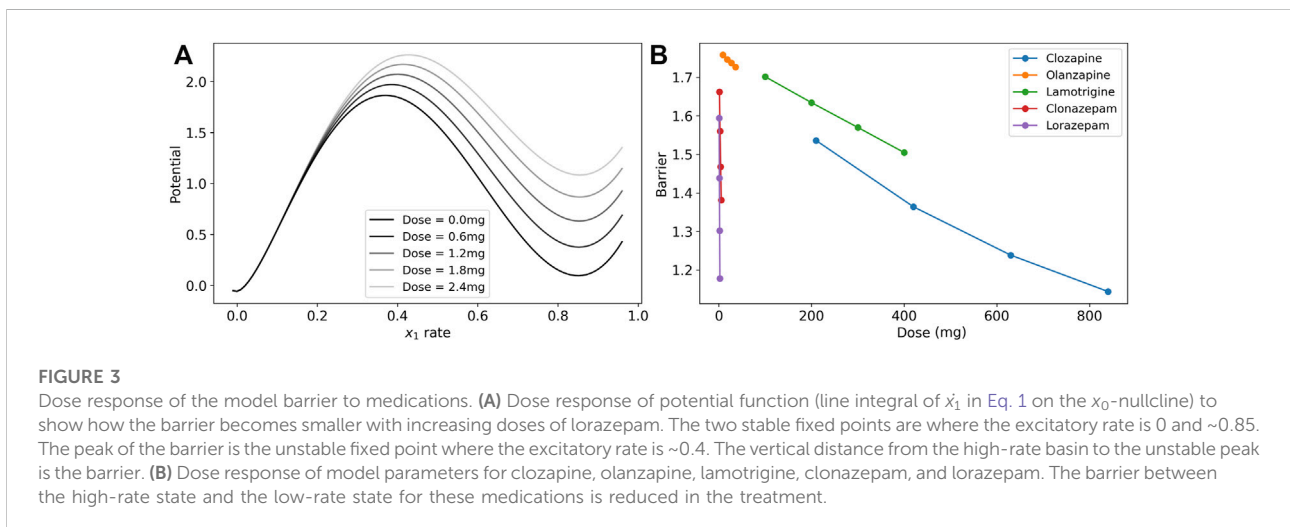 A
Potential
2.0
1.5
1.0
0.5
0.0
Dose = 0.0mg
Dose = 0.6mg
Dose = 1.2mg
Dose = 1.8mg
Dose = 2.4mg
0.0 0.2 0.4 0.6 0.8 1.0
x₁ rate
B
Barrier
1.7
1.6
1.5
1.4
1.3
1.2
Clozapine
Olanzapine
Lamotrigine
Clonazepam
Lorazepam
0 200 400 600 800
Dose (mg)
FIGURE 3
Dose response of the model barrier to medications. (A) Dose response of potential function (line integral of ẋ₁ in Eq. 1 on the x₀-nullcline) to
show how the barrier becomes smaller with increasing doses of lorazepam. The two stable fixed points are where the excitatory rate is 0 and ~0.85.
The peak of the barrier is the unstable fixed point where the excitatory rate is ~0.4. The vertical distance from the high-rate basin to the unstable peak
is the barrier. (B) Dose response of model parameters for clozapine, olanzapine, lamotrigine, clonazepam, and lorazepam. The barrier between
the high-rate state and the low-rate state for these medications is reduced in the treatment.